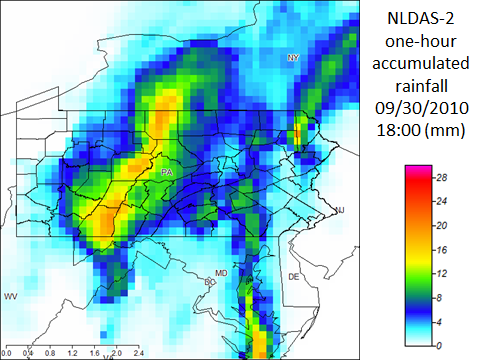 NLDAS-2
one-hour
accumulated
rainfall
09/30/2010
18:00 (mm)
NY
PA
NJ
MD
DC
DE
WV
VA
28
24
20
16
12
8
4
0
0.0 0.4 0.8 1.2 1.6 2.0 2.4